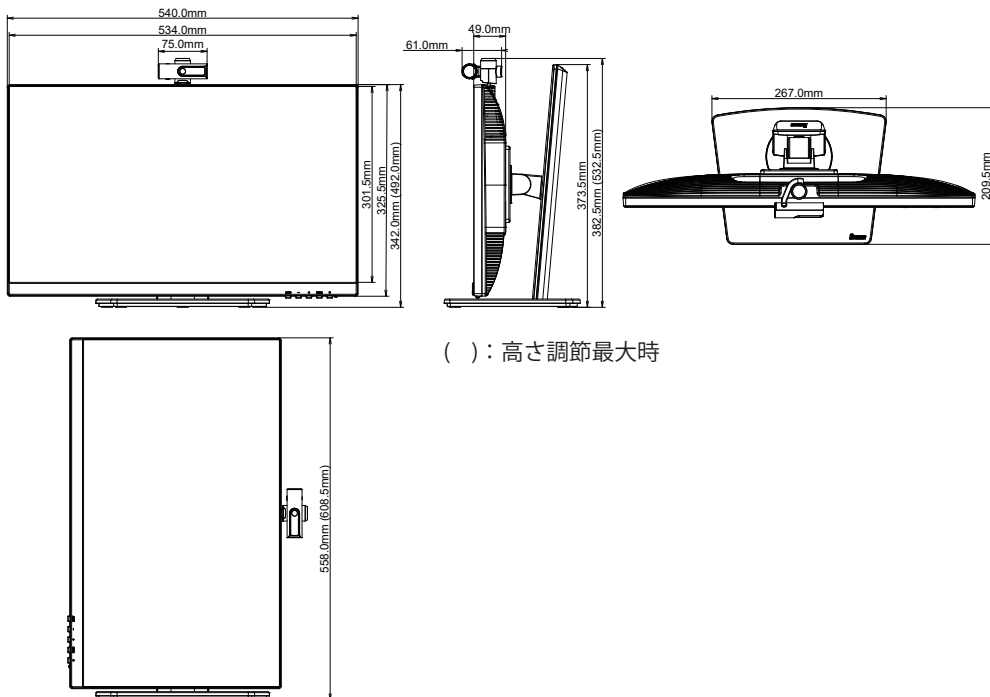 540.0mm
534.0mm
75.0mm
301.5mm
325.5mm
342.0mm (492.0mm)
49.0mm
61.0mm
373.5mm
382.5mm (532.5mm)
267.0mm
209.5mm
( )：高さ調節最大時
558.0mm (608.5mm)